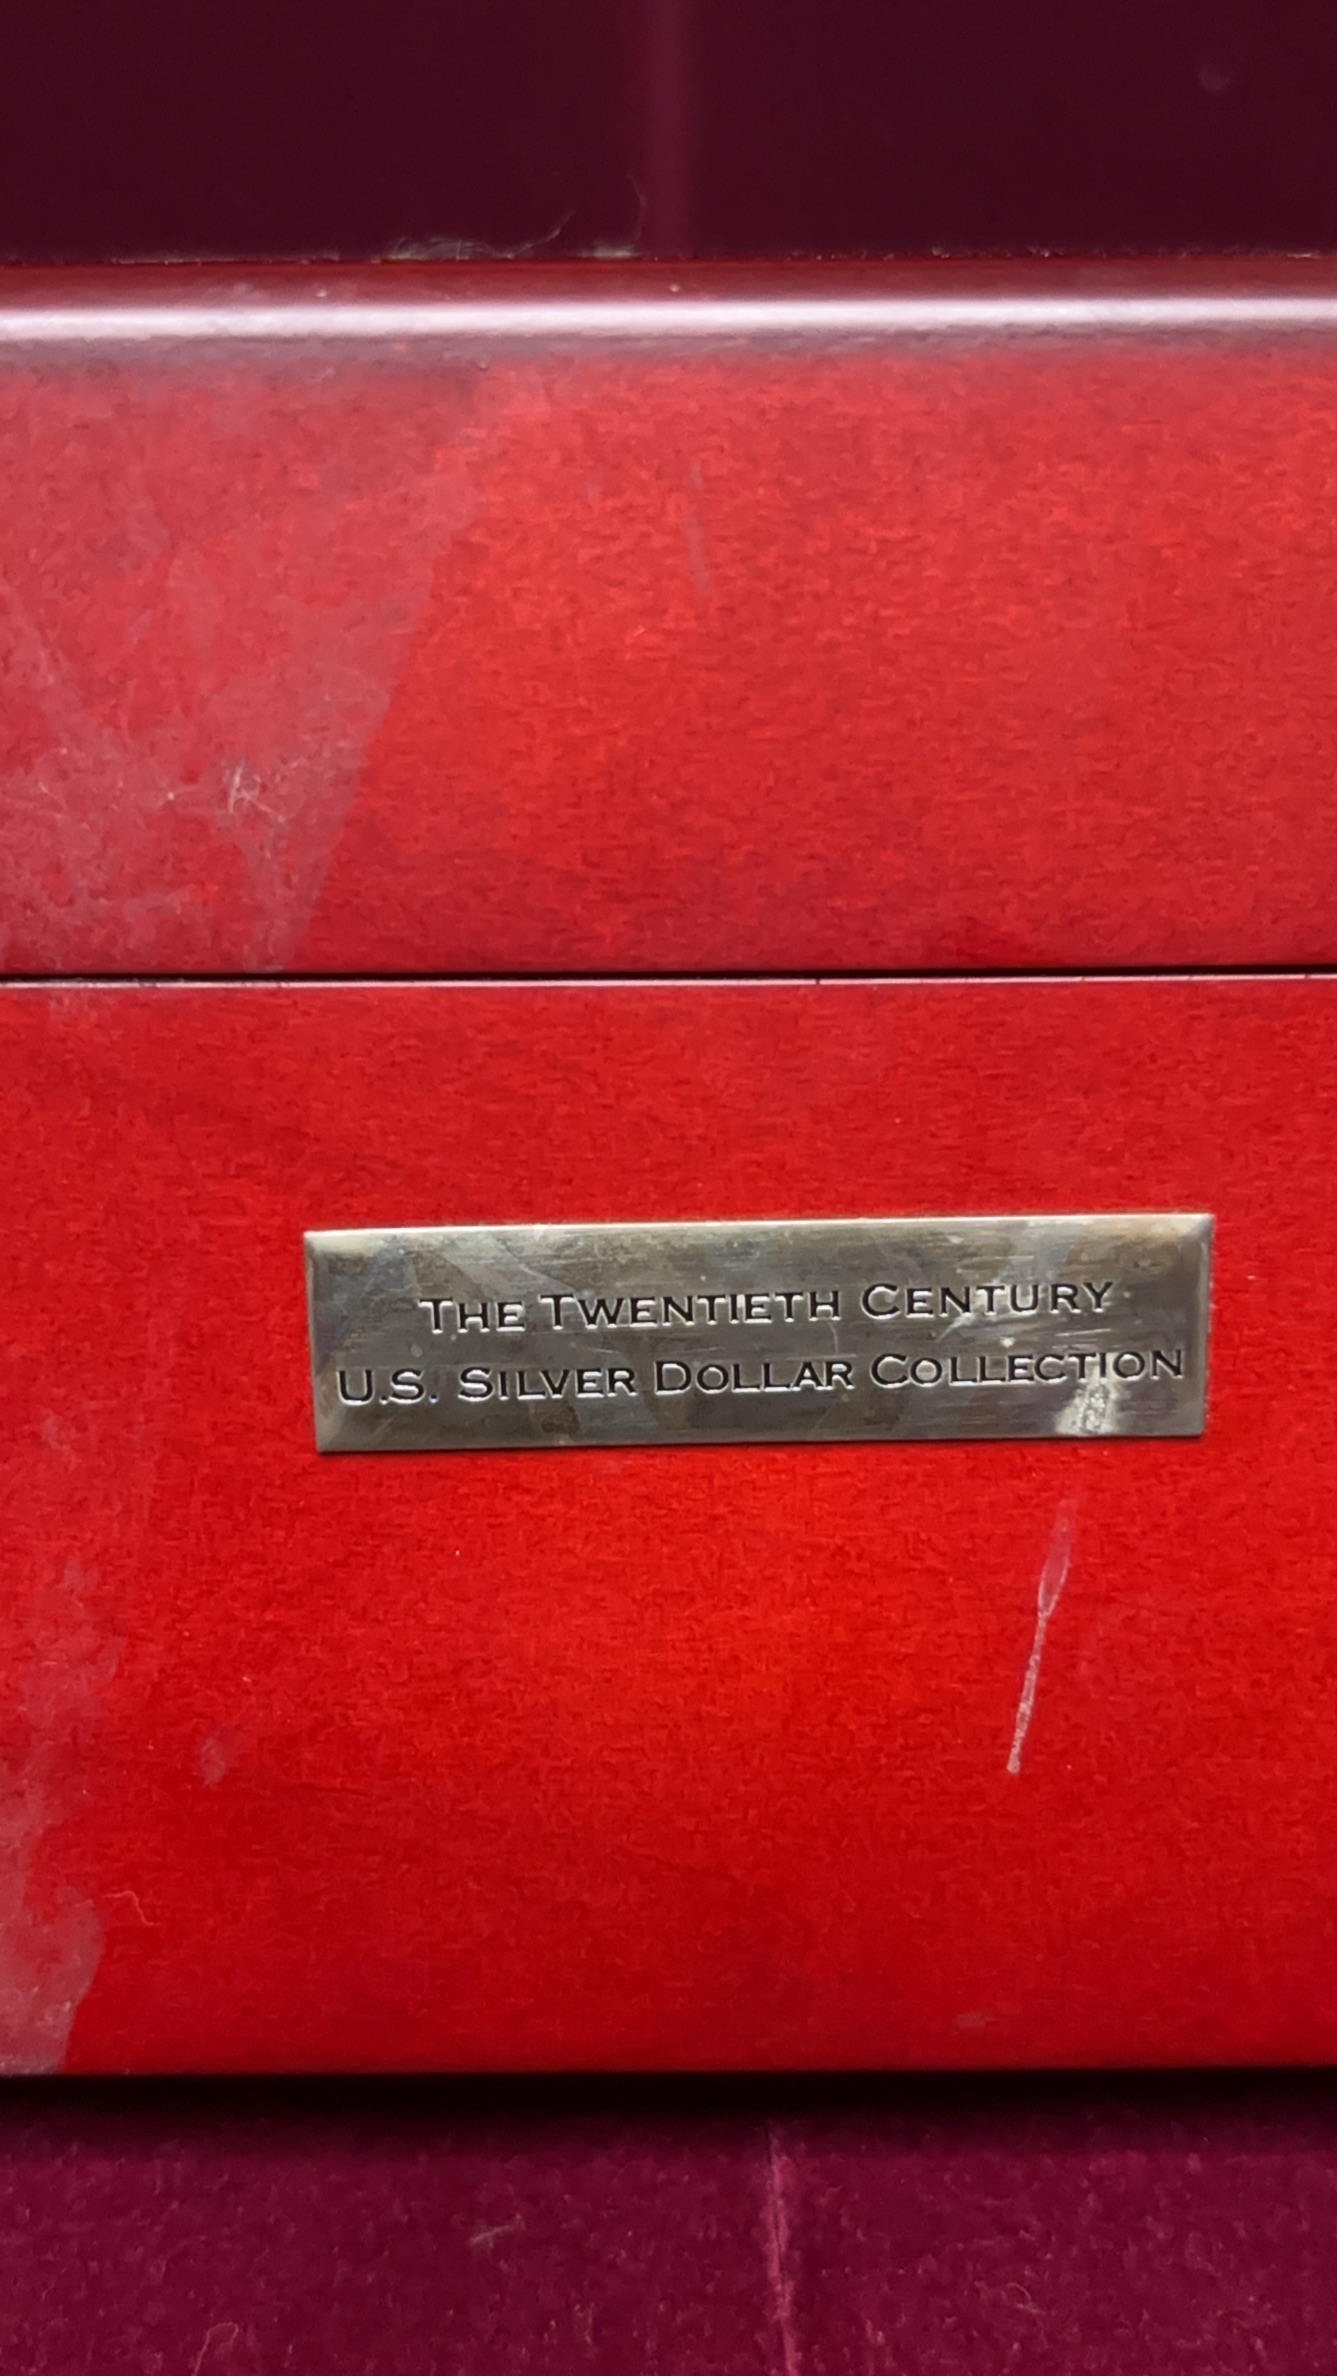 The Twentieth Century
U.S. Silver Dollar Collection